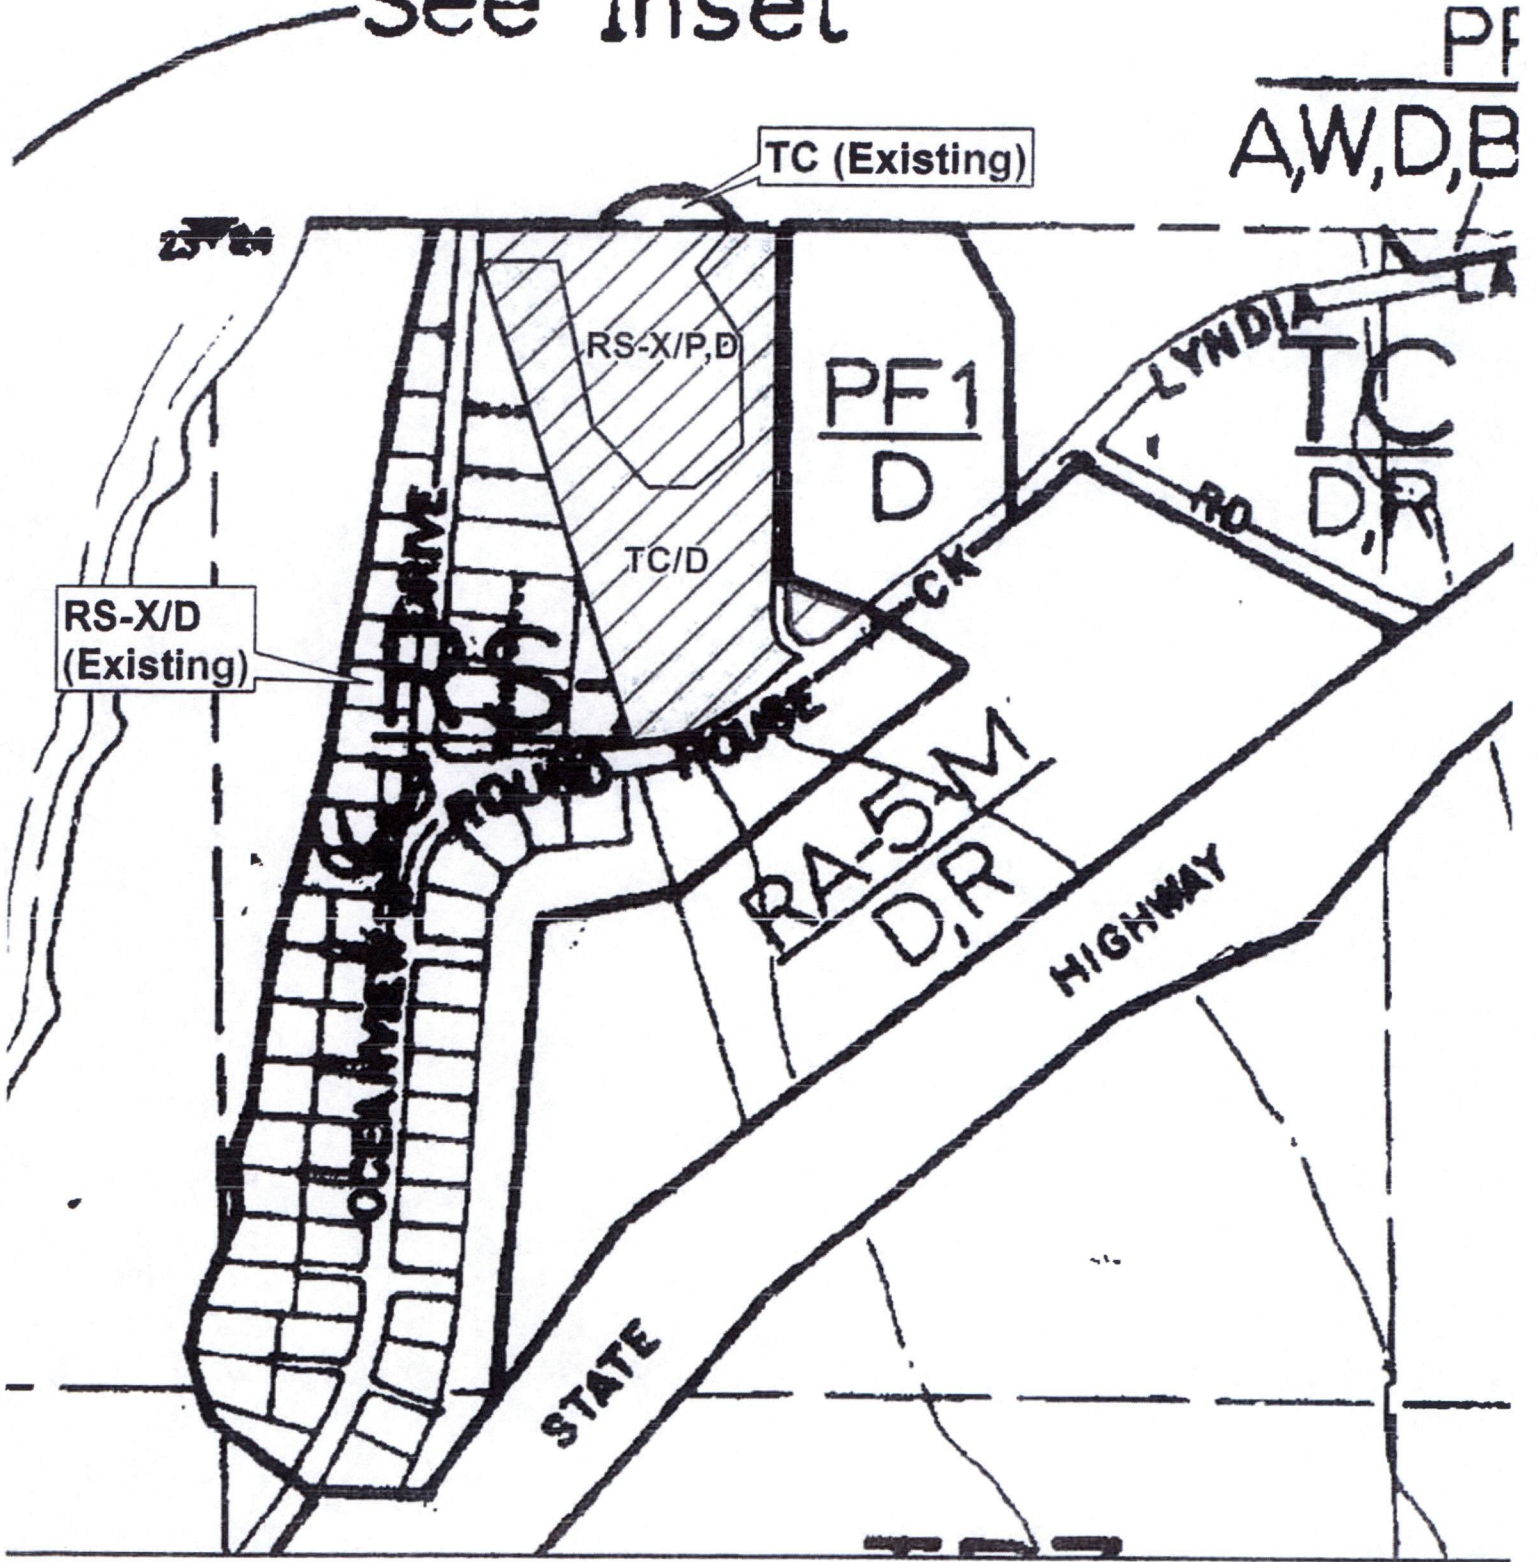 See Inset
A,W,D,B
TC (Existing)
RS-X/P,D
PF1
D
LYNDIA
TC
D,R
RD
TC/D
DRIVE
CK
RS-X/D
(Existing)
ROUND HOUSE
RA-5-M
D,R
HIGHWAY
STATE